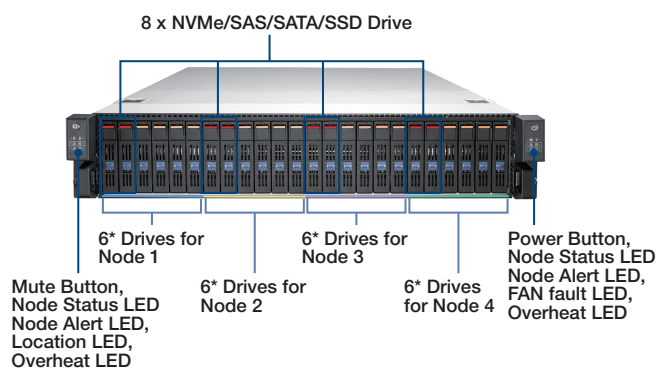 8 x NVMe/SAS/SATA/SSD Drive
6* Drives for
Node 1
6* Drives for
Node 2
6* Drives for
Node 3
6* Drives
for Node 4
Mute Button,
Node Status LED
Node Alert LED,
Location LED,
Overheat LED
Power Button,
Node Status LED
Node Alert LED,
FAN fault LED,
Overheat LED